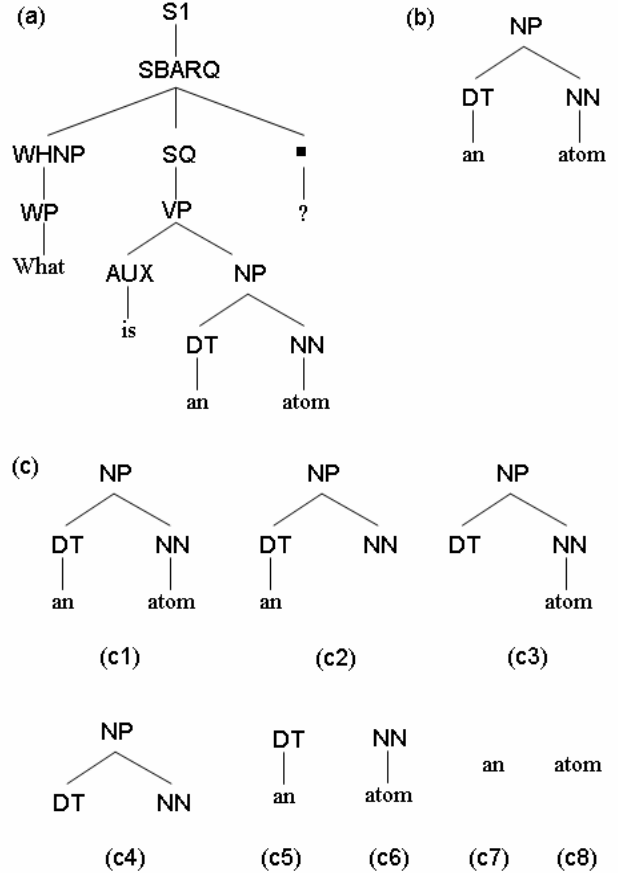 (a) S1 (b) NP
SBARQ
DT NN
WHNP SQ ▪ an atom
WP VP ?
What AUX NP
is
DT NN
an atom
(c) NP NP NP
DT NN DT NN DT NN
an atom an atom
(c1) (c2) (c3)
NP DT NN
an atom
DT NN an atom
(c4) (c5) (c6) (c7) (c8)